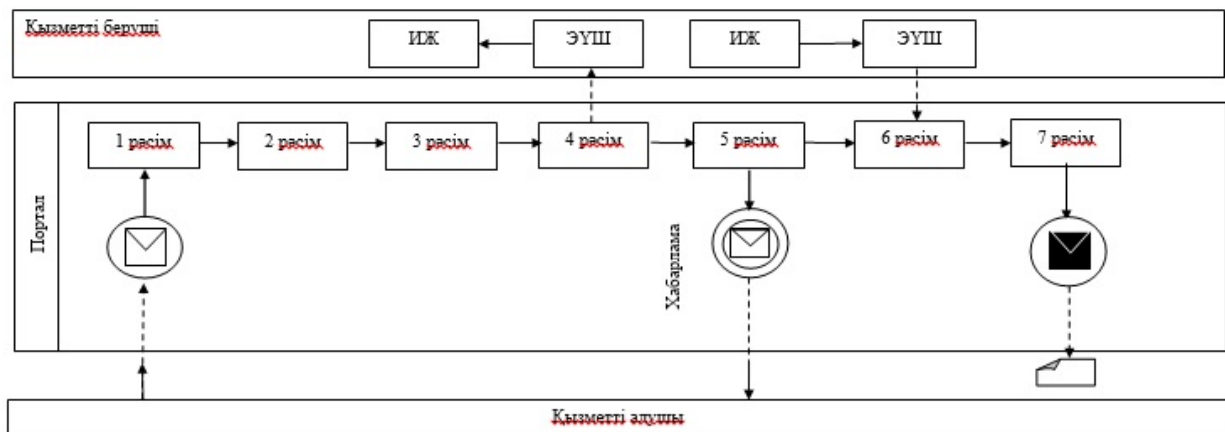 Қызметті беруші
ИЖ
ЭҮШ
ИЖ
ЭҮШ
1 рәсім
2 рәсім
3 рәсім
4 рәсім
5 рәсім
6 рәсім
7 рәсім
Портал
Хабарлама
Қызметті алушы